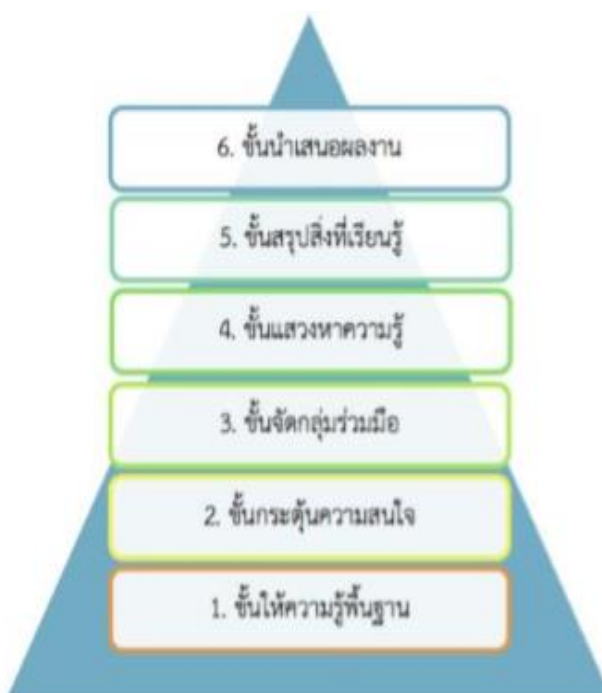 6. ขั้นนำเสนอผลงาน
5. ขั้นสรุปสิ่งที่เรียนรู้
4. ขั้นแสวงหาความรู้
3. ขั้นจัดกลุ่มร่วมมือ
2. ขั้นกระตุ้นความสนใจ
1. ขั้นให้ความรู้พื้นฐาน